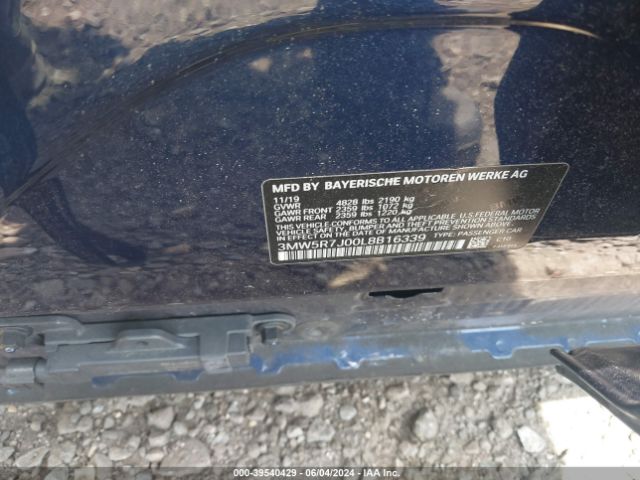 MFD BY BAYERISCHE MOTOREN WERKE AG
11/19
GVWR 4828 lbs 2190 kg
GAWR FRONT 2359 lbs 1072 kg
GAWR REAR 2359 lbs 1220 kg
THIS VEHICLE CONFORMS TO ALL APPLICABLE U.S. FEDERAL MOTOR
VEHICLE SAFETY, BUMPER AND THEFT PREVENTION STANDARDS
IN EFFECT ON THE DATE OF MANUFACTURE SHOWN ABOVE.
3MW5R7J00L8B16339 TYPE: PASSENGER CAR
C10
000-39540429 - 06/04/2024 - IAA Inc.